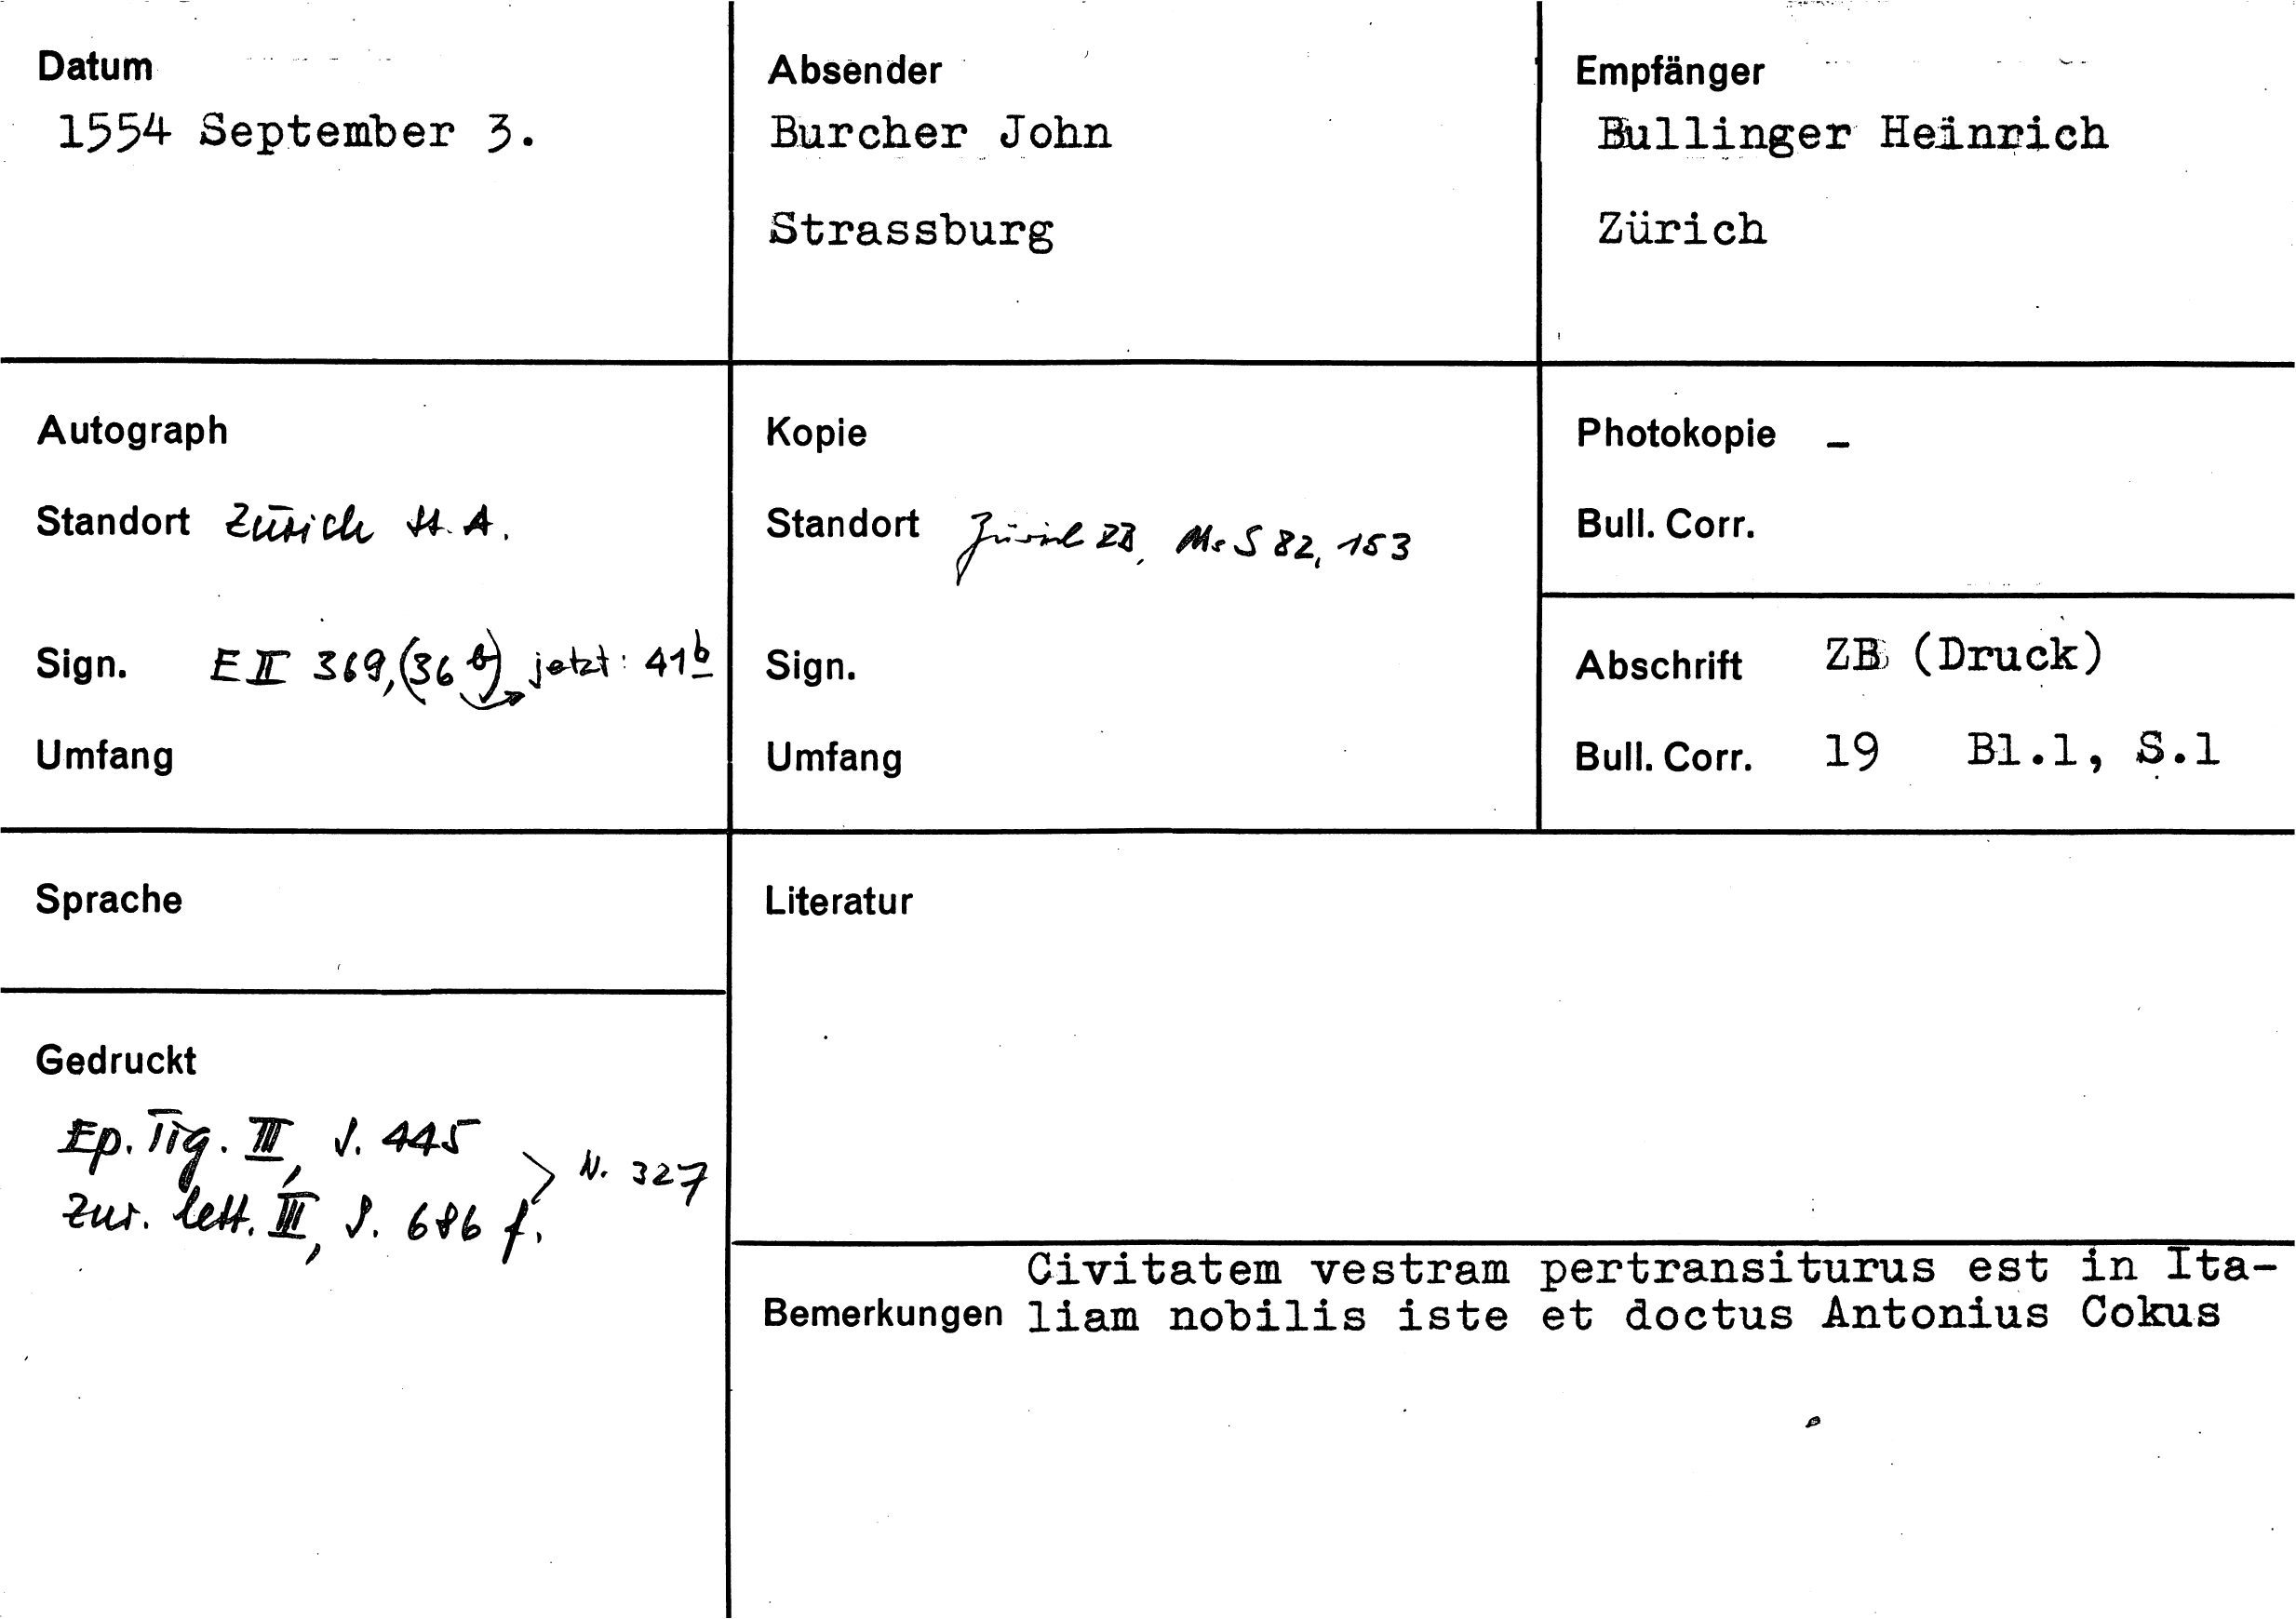 Datum
1554 September 3.
Absender
Burcher John
Strassburg
Empfänger
Bullinger Heinrich
Zürich
Autograph
Standort Zürich St. A.
Sign. E II 369, (36 b) jetzt: 41b
Umfang
Kopie
Standort Zürich ZB, Ms S 82, 153
Sign.
Umfang
Photokopie –
Bull. Corr.
Abschrift ZB (Druck)
Bull. Corr. 19 Bl.1, S.1
Sprache
Gedruckt
Ep. Tig. III, S. 445
Zur. lett. III, S. 686 f.
> N. 327
Literatur
Bemerkungen Civitatem vestram pertransiturus est in Ita-
liam nobilis iste et doctus Antonius Cokus